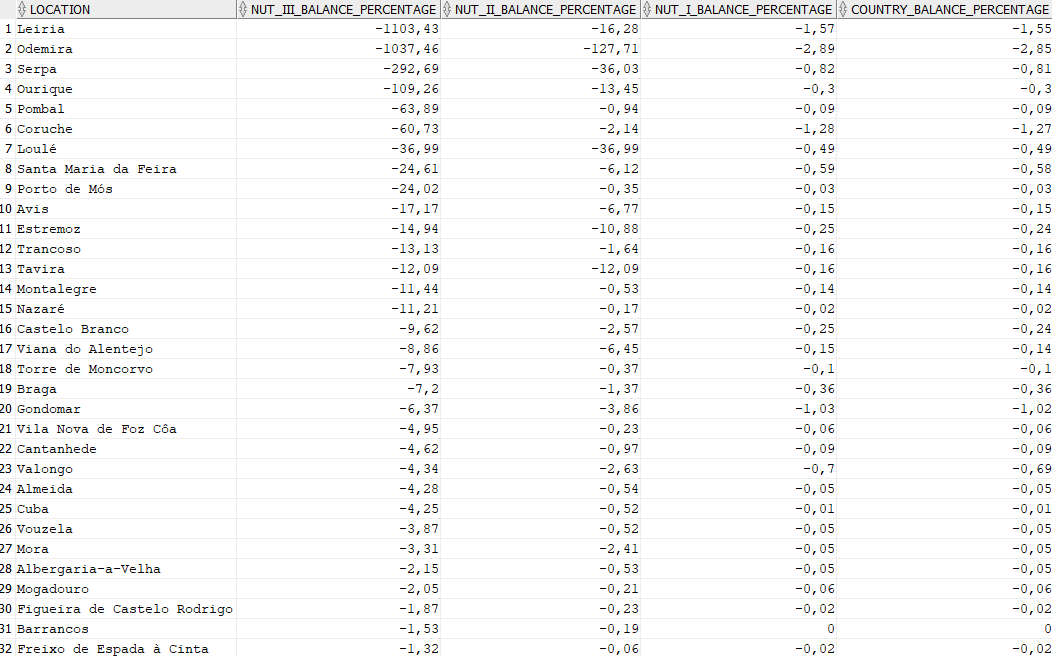 LOCATION NUT_III_BALANCE_PERCENTAGE NUT_II_BALANCE_PERCENTAGE NUT_I_BALANCE_PERCENTAGE COUNTRY_BALANCE_PERCENTAGE
1 Leiria -1103,43 -16,28 -1,57 -1,55
2 Odemira -1037,46 -127,71 -2,89 -2,85
3 Serpa -292,69 -36,03 -0,82 -0,81
4 Ourique -109,26 -13,45 -0,3 -0,3
5 Pombal -63,89 -0,94 -0,09 -0,09
6 Coruche -60,73 -2,14 -1,28 -1,27
7 Loulé -36,99 -36,99 -0,49 -0,49
8 Santa Maria da Feira -24,61 -6,12 -0,59 -0,58
9 Porto de Mós -24,02 -0,35 -0,03 -0,03
10 Avis -17,17 -6,77 -0,15 -0,15
11 Estremoz -14,94 -10,88 -0,25 -0,24
12 Trancoso -13,13 -1,64 -0,16 -0,16
13 Tavira -12,09 -12,09 -0,16 -0,16
14 Montalegre -11,44 -0,53 -0,14 -0,14
15 Nazaré -11,21 -0,17 -0,02 -0,02
16 Castelo Branco -9,62 -2,57 -0,25 -0,24
17 Viana do Alentejo -8,86 -6,45 -0,15 -0,14
18 Torre de Moncorvo -7,93 -0,37 -0,1 -0,1
19 Braga -7,2 -1,37 -0,36 -0,36
20 Gondomar -6,37 -3,86 -1,03 -1,02
21 Vila Nova de Foz Côa -4,95 -0,23 -0,06 -0,06
22 Cantanhede -4,62 -0,97 -0,09 -0,09
23 Valongo -4,34 -2,63 -0,7 -0,69
24 Almeida -4,28 -0,54 -0,05 -0,05
25 Cuba -4,25 -0,52 -0,01 -0,01
26 Vouzela -3,87 -0,52 -0,05 -0,05
27 Mora -3,31 -2,41 -0,05 -0,05
28 Albergaria-a-Velha -2,15 -0,53 -0,05 -0,05
29 Mogadouro -2,05 -0,21 -0,06 -0,06
30 Figueira de Castelo Rodrigo -1,87 -0,23 -0,02 -0,02
31 Barrancos -1,53 -0,19 0 0
32 Freixo de Espada à Cinta -1,32 -0,06 -0,02 -0,02